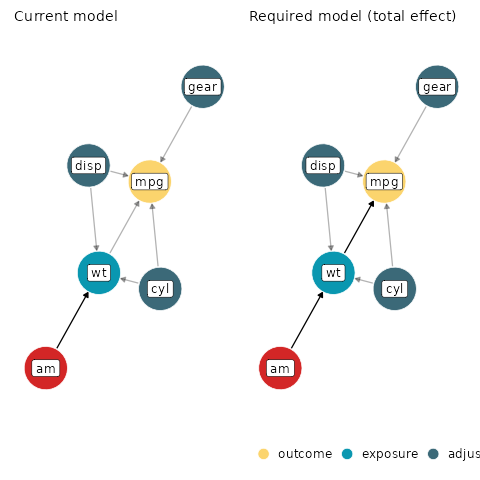 Current model
Required model (total effect)
gear
gear
disp
mpg
disp
mpg
wt
cyl
wt
cyl
am
am
outcome exposure adjus